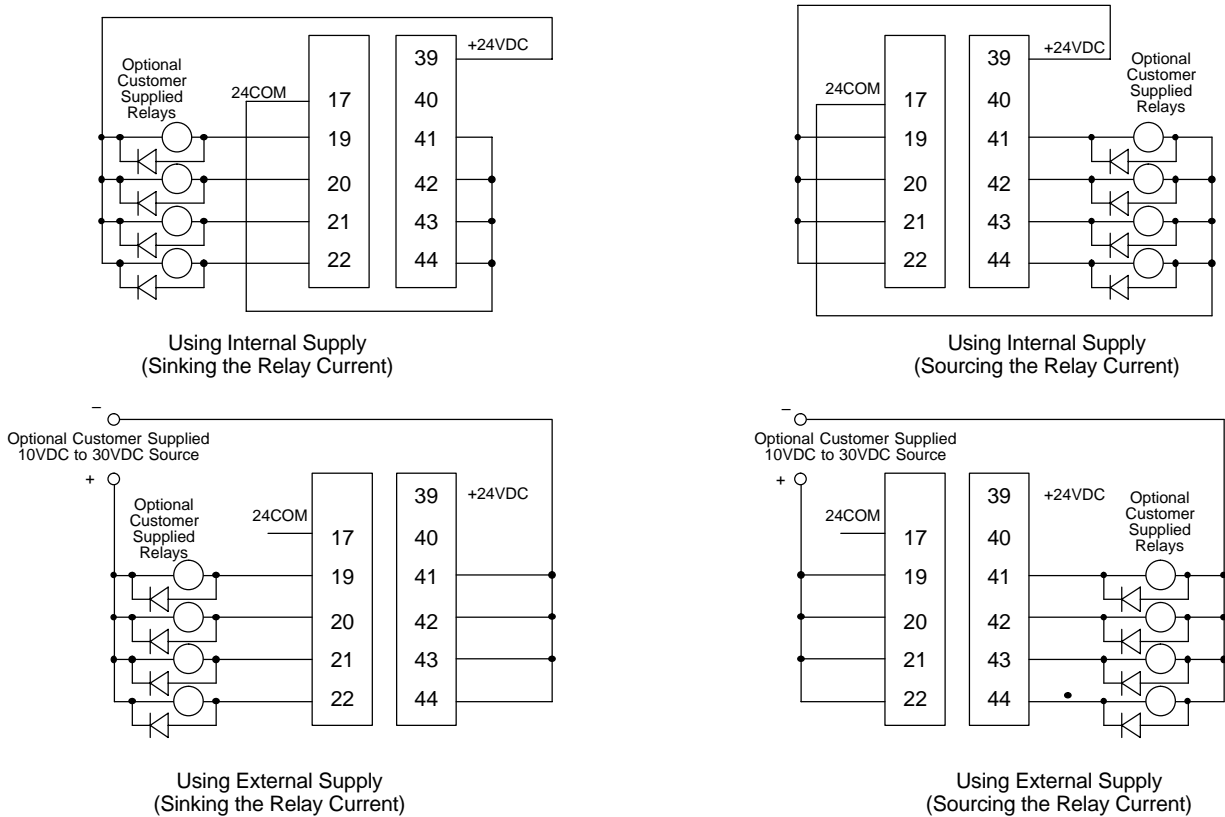 Optional
Customer
Supplied
Relays
24COM
17
19
20
21
22
39
40
41
42
43
44
+24VDC
Using Internal Supply
(Sinking the Relay Current)
24COM
17
19
20
21
22
39
40
41
42
43
44
+24VDC
Optional
Customer
Supplied
Relays
Using Internal Supply
(Sourcing the Relay Current)
–
Optional Customer Supplied
10VDC to 30VDC Source
+
Optional
Customer
Supplied
Relays
24COM
17
19
20
21
22
39
40
41
42
43
44
+24VDC
Using External Supply
(Sinking the Relay Current)
–
Optional Customer Supplied
10VDC to 30VDC Source
+
24COM
17
19
20
21
22
39
40
41
42
43
44
+24VDC
Optional
Customer
Supplied
Relays
Using External Supply
(Sourcing the Relay Current)